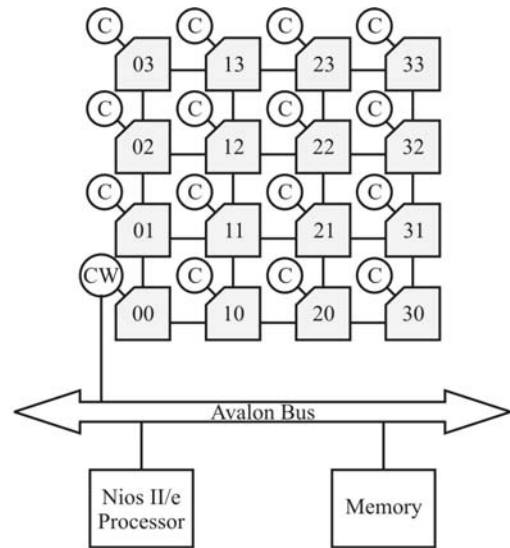 C C C C
03 13 23 33
C C C C
02 12 22 32
C C C C
01 11 21 31
CW C C C
00 10 20 30
Avalon Bus
Nios II/e
Processor
Memory